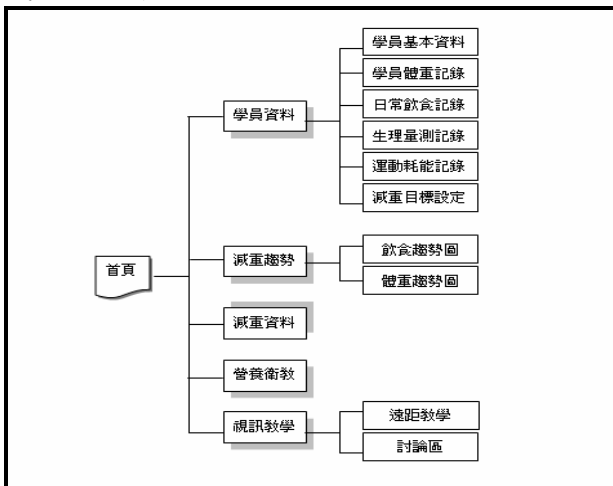 首頁
學員資料
學員基本資料
學員體重記錄
日常飲食記錄
生理量測記錄
運動耗能記錄
減重目標設定
減重趨勢
飲食趨勢圖
體重趨勢圖
減重資料
營養衛教
視訊教學
遠距教學
討論區